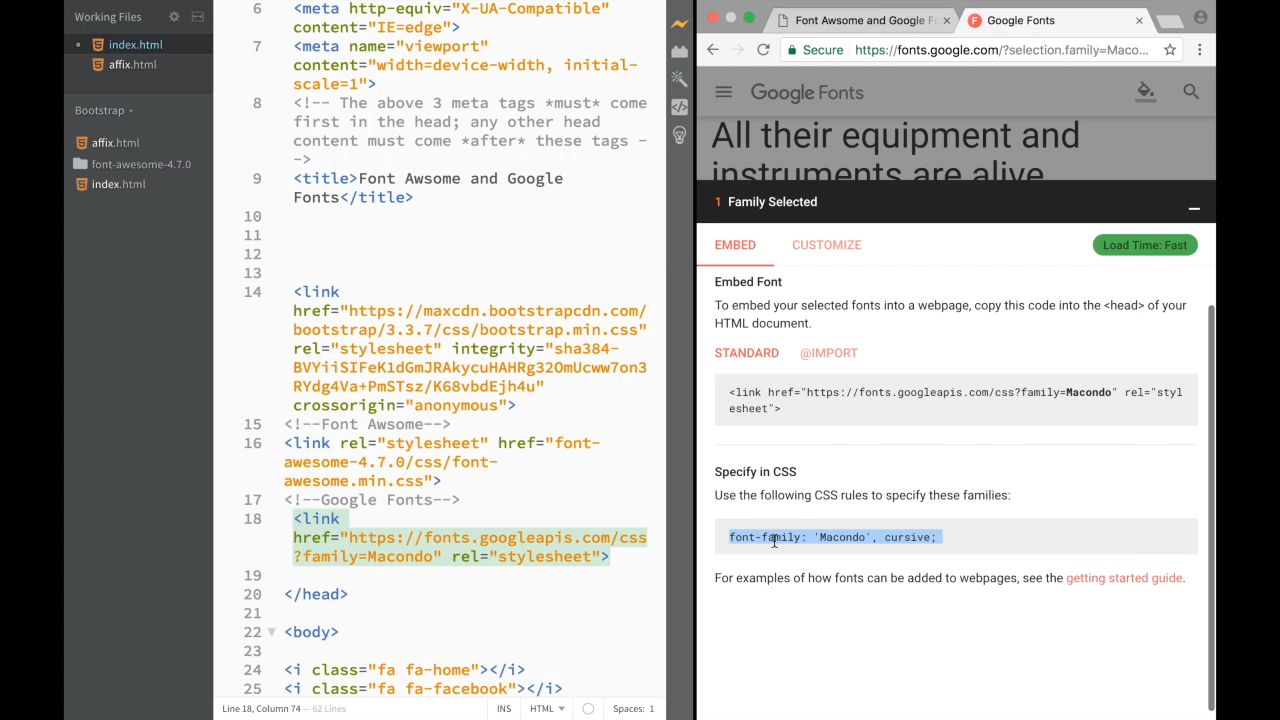 Working Files
index.html
affix.html
Bootstrap
affix.html
font-awesome-4.7.0
index.html
6 <meta http-equiv="X-UA-Compatible"
content="IE=edge">
7 <meta name="viewport"
content="width=device-width, initial-
scale=1">
8 <!-- The above 3 meta tags *must* come
first in the head; any other head
content must come *after* these tags -
->
9 <title>Font Awsome and Google
Fonts</title>
10
11
12
13
14 <link
href="https://maxcdn.bootstrapcdn.com/
bootstrap/3.3.7/css/bootstrap.min.css"
rel="stylesheet" integrity="sha384-
BVYiiSIFeK1dGmJRAkycuHAHRg32OmUcww7on3
RYdg4Va+PmSTsz/K68vbdEjh4u"
crossorigin="anonymous">
15 <!--Font Awsome-->
16 <link rel="stylesheet" href="font-
awesome-4.7.0/css/font-
awesome.min.css">
17 <!--Google Fonts-->
18 <link
href="https://fonts.googleapis.com/css
?family=Macondo" rel="stylesheet">
19
20 </head>
21
22 <body>
23
24 <i class="fa fa-home"></i>
25 <i class="fa fa-facebook"></i>
Line 18, Column 74 — 62 Lines
INS
HTML
Spaces: 1
Font Awsome and Google F
Google Fonts
Secure
https://fonts.google.com/?selection.family=Maco...
Google Fonts
All their equipment and
instruments are alive
1 Family Selected
EMBED
CUSTOMIZE
Load Time: Fast
Embed Font
To embed your selected fonts into a webpage, copy this code into the <head> of your
HTML document.
STANDARD
@IMPORT
<link href="https://fonts.googleapis.com/css?family=Macondo" rel="styl
esheet">
Specify in CSS
Use the following CSS rules to specify these families:
font-family: 'Macondo', cursive;
For examples of how fonts can be added to webpages, see the getting started guide.